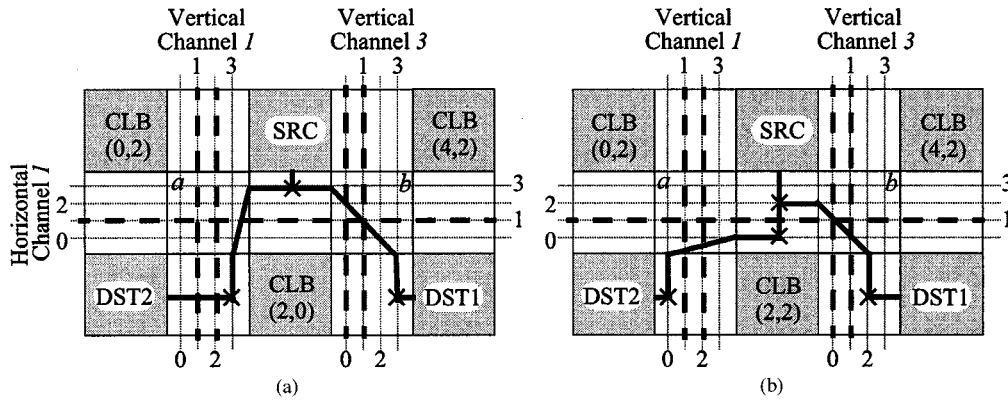 Vertical Channel 1
Vertical Channel 3
1 3 1 3
CLB (0,2)
SRC
CLB (4,2)
Horizontal Channel 1
a
b
3
2
1
0
DST2
CLB (2,0)
DST1
0 2 0 2
(a)
Vertical Channel 1
Vertical Channel 3
1 3 1 3
CLB (0,2)
SRC
CLB (4,2)
a
b
3
2
1
0
DST2
CLB (2,2)
DST1
0 2 0 2
(b)